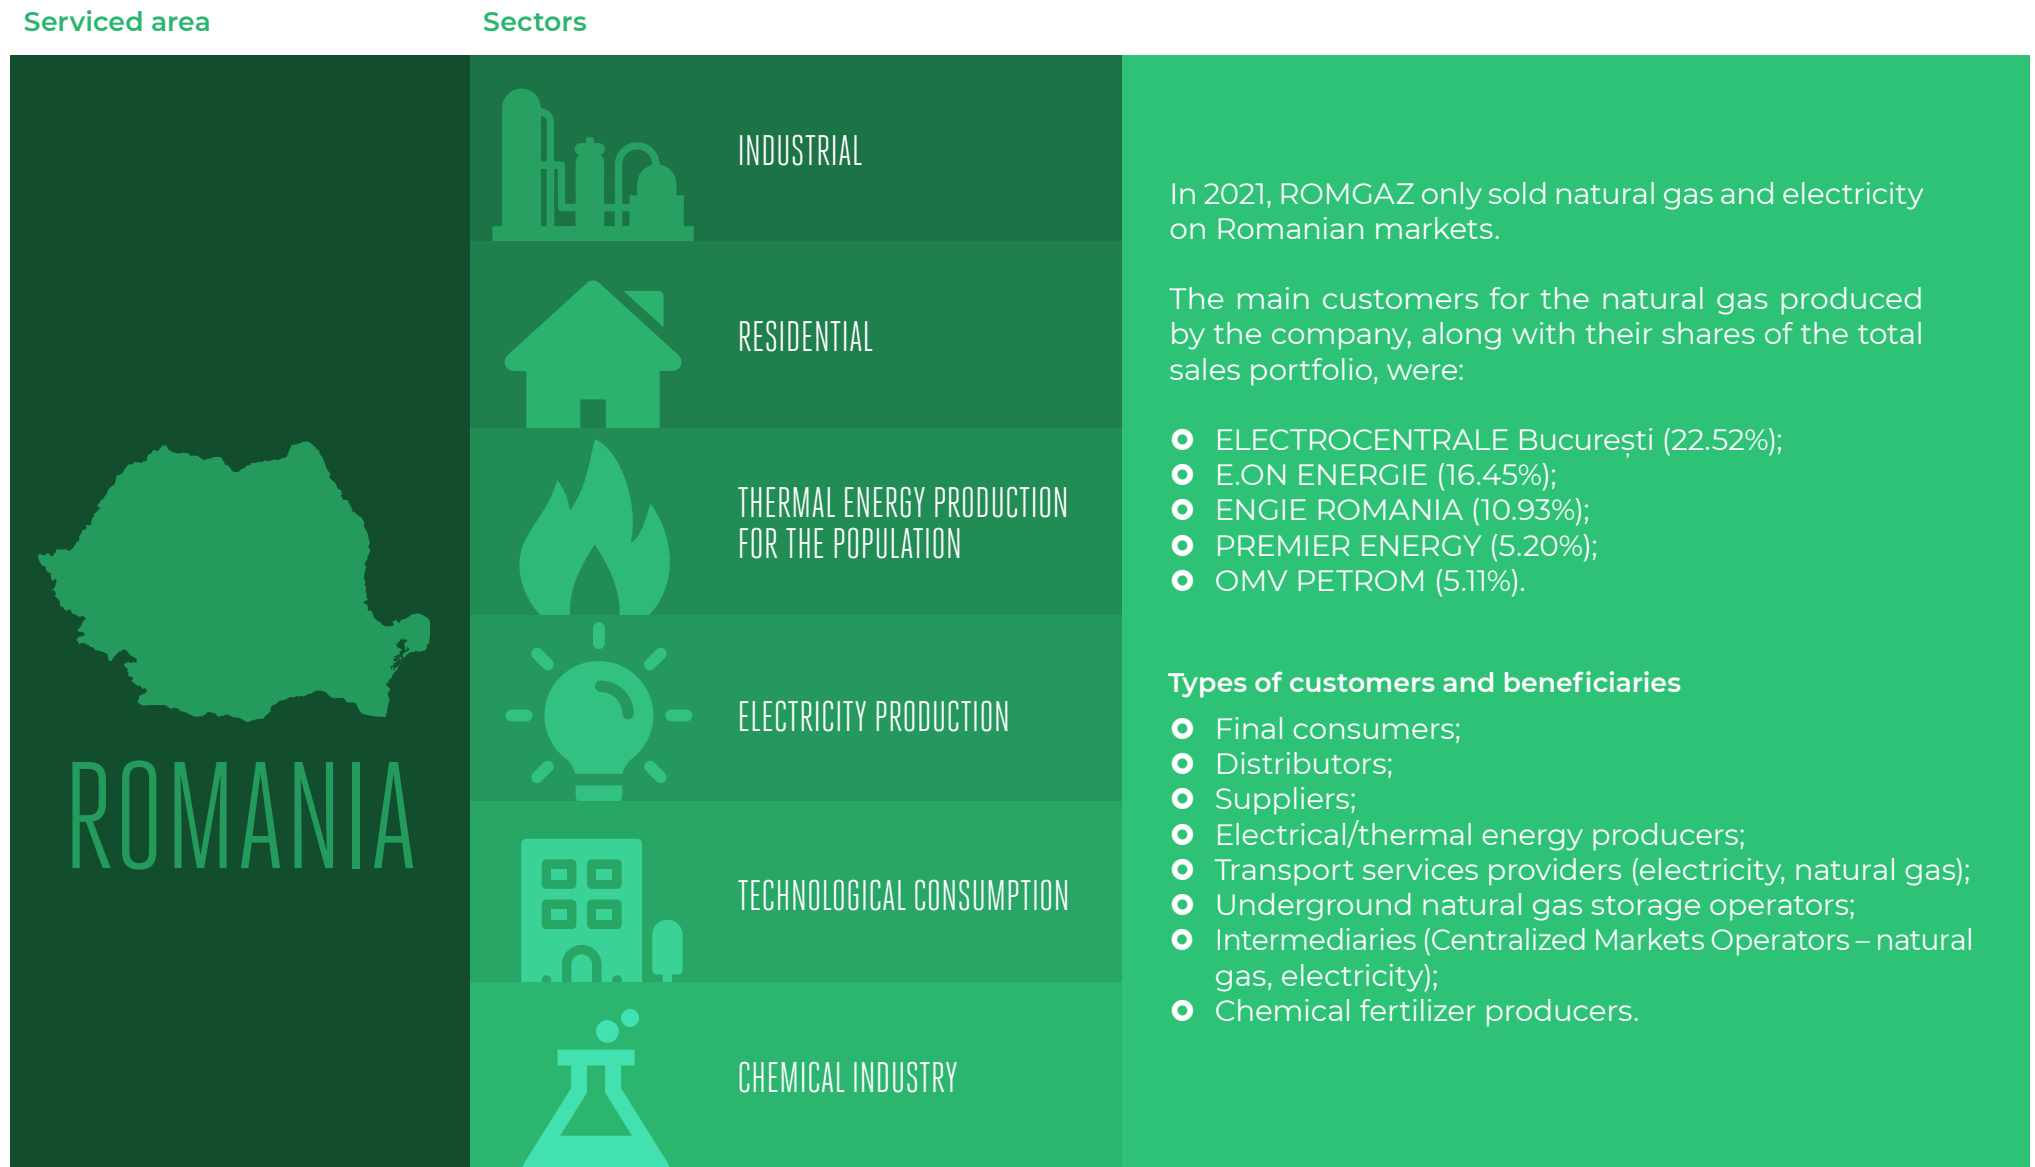 Serviced area
Sectors
ROMANIA
INDUSTRIAL
RESIDENTIAL
THERMAL ENERGY PRODUCTION
FOR THE POPULATION
ELECTRICITY PRODUCTION
TECHNOLOGICAL CONSUMPTION
CHEMICAL INDUSTRY
In 2021, ROMGAZ only sold natural gas and electricity
on Romanian markets.
The main customers for the natural gas produced
by the company, along with their shares of the total
sales portfolio, were:
ELECTROCENTRALE București (22.52%);
E.ON ENERGIE (16.45%);
ENGIE ROMANIA (10.93%);
PREMIER ENERGY (5.20%);
OMV PETROM (5.11%).
Types of customers and beneficiaries
Final consumers;
Distributors;
Suppliers;
Electrical/thermal energy producers;
Transport services providers (electricity, natural gas);
Underground natural gas storage operators;
Intermediaries (Centralized Markets Operators – natural
gas, electricity);
Chemical fertilizer producers.